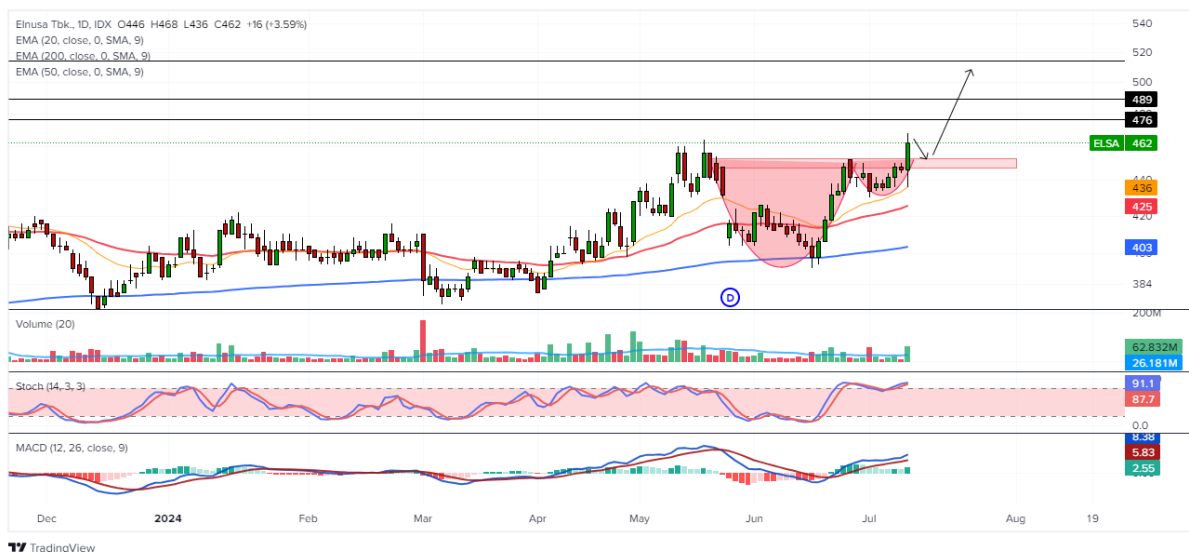 Elnusa Tbk., 1D, IDX O446 H468 L436 C462 +16 (+3.59%)
EMA (20, close, 0, SMA, 9)
EMA (200, close, 0, SMA, 9)
EMA (50, close, 0, SMA, 9)
540
520
500
489
476
ELSA 462
440
436
425
420
403
384
D
200M
Volume (20)
62.832M
26.181M
Stoch (14, 3, 3)
91.1
87.7
0.0
MACD (12, 26, close, 9)
8.38
5.83
2.55
Dec 2024 Feb Mar Apr May Jun Jul Aug 19
TradingView